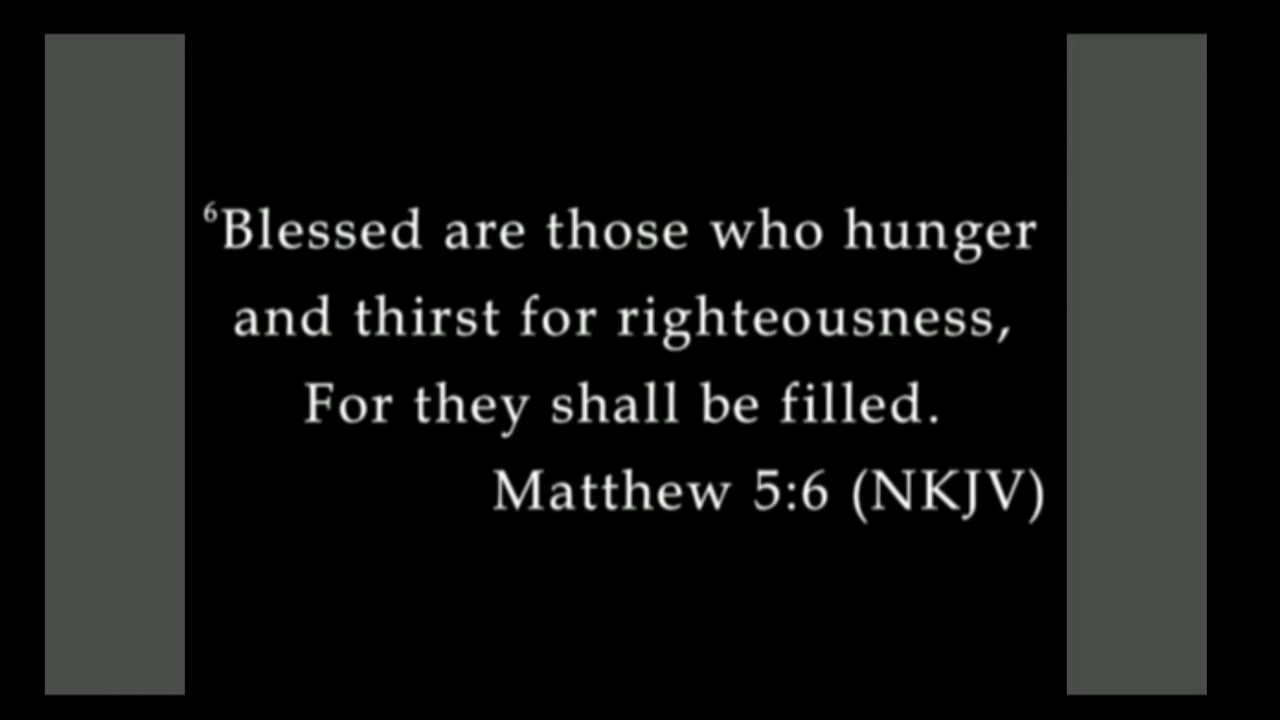 ⁶Blessed are those who hunger
and thirst for righteousness,
For they shall be filled.
Matthew 5:6 (NKJV)